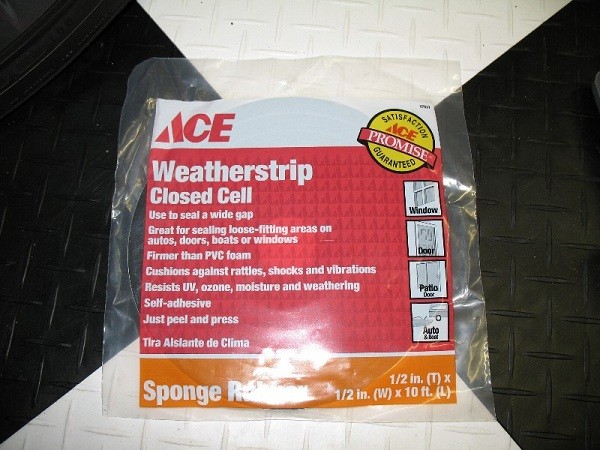 ACE
SATISFACTION
ACE
PROMISE
GUARANTEED
Weatherstrip
Closed Cell
Use to seal a wide gap
Great for sealing loose-fitting areas on
autos, doors, boats or windows
Firmer than PVC foam
Cushions against rattles, shocks and vibrations
Resists UV, ozone, moisture and weathering
Self-adhesive
Just peel and press
Tira Aislante de Clima
Window
Door
Patio
Door
Auto
& Boat
Sponge Rubber
1/2 in. (T) x
1/2 in. (W) x 10 ft. (L)